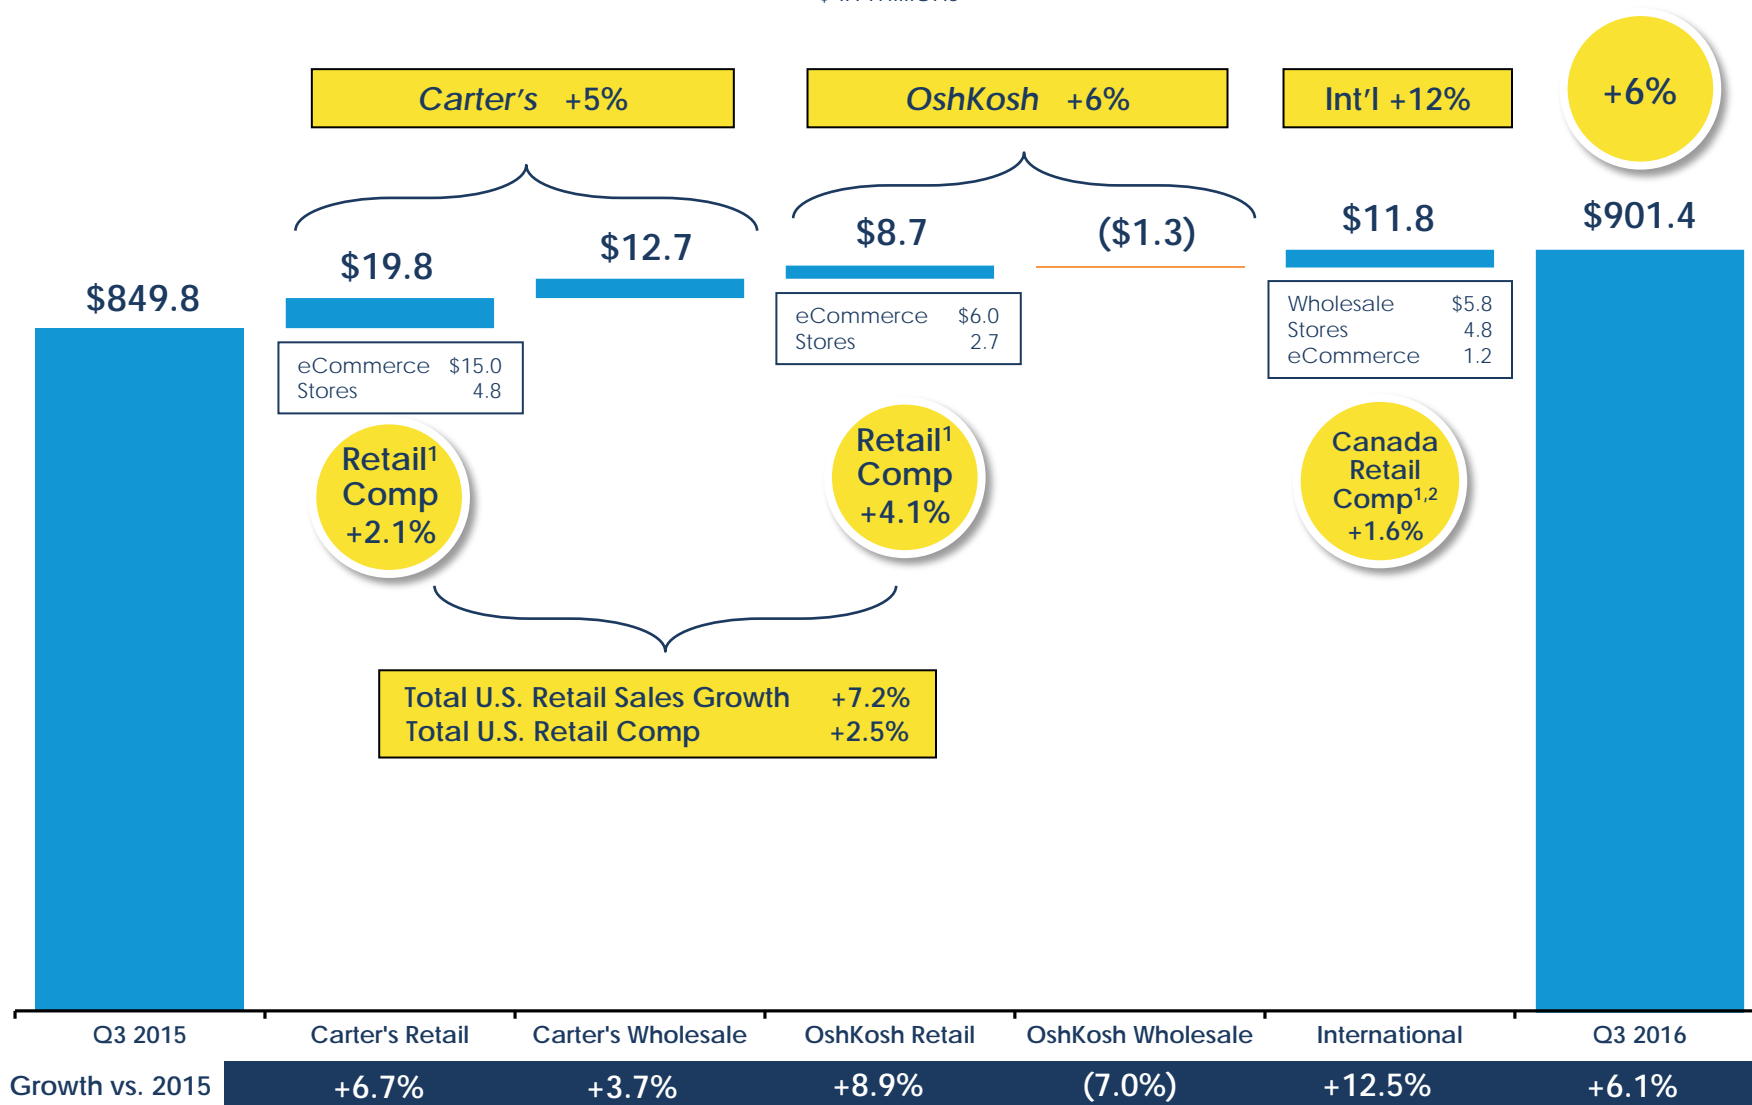 $ in millions
Carter's +5%
OshKosh +6%
Int'l +12%
+6%
$849.8
$19.8
$12.7
$8.7
($1.3)
$11.8
$901.4
eCommerce $15.0
Stores 4.8
eCommerce $6.0
Stores 2.7
Wholesale $5.8
Stores 4.8
eCommerce 1.2
Retail¹
Comp
+2.1%
Retail¹
Comp
+4.1%
Canada
Retail
Comp¹,²
+1.6%
Total U.S. Retail Sales Growth +7.2%
Total U.S. Retail Comp +2.5%
Q3 2015 Carter's Retail Carter's Wholesale OshKosh Retail OshKosh Wholesale International Q3 2016
Growth vs. 2015 +6.7% +3.7% +8.9% (7.0%) +12.5% +6.1%